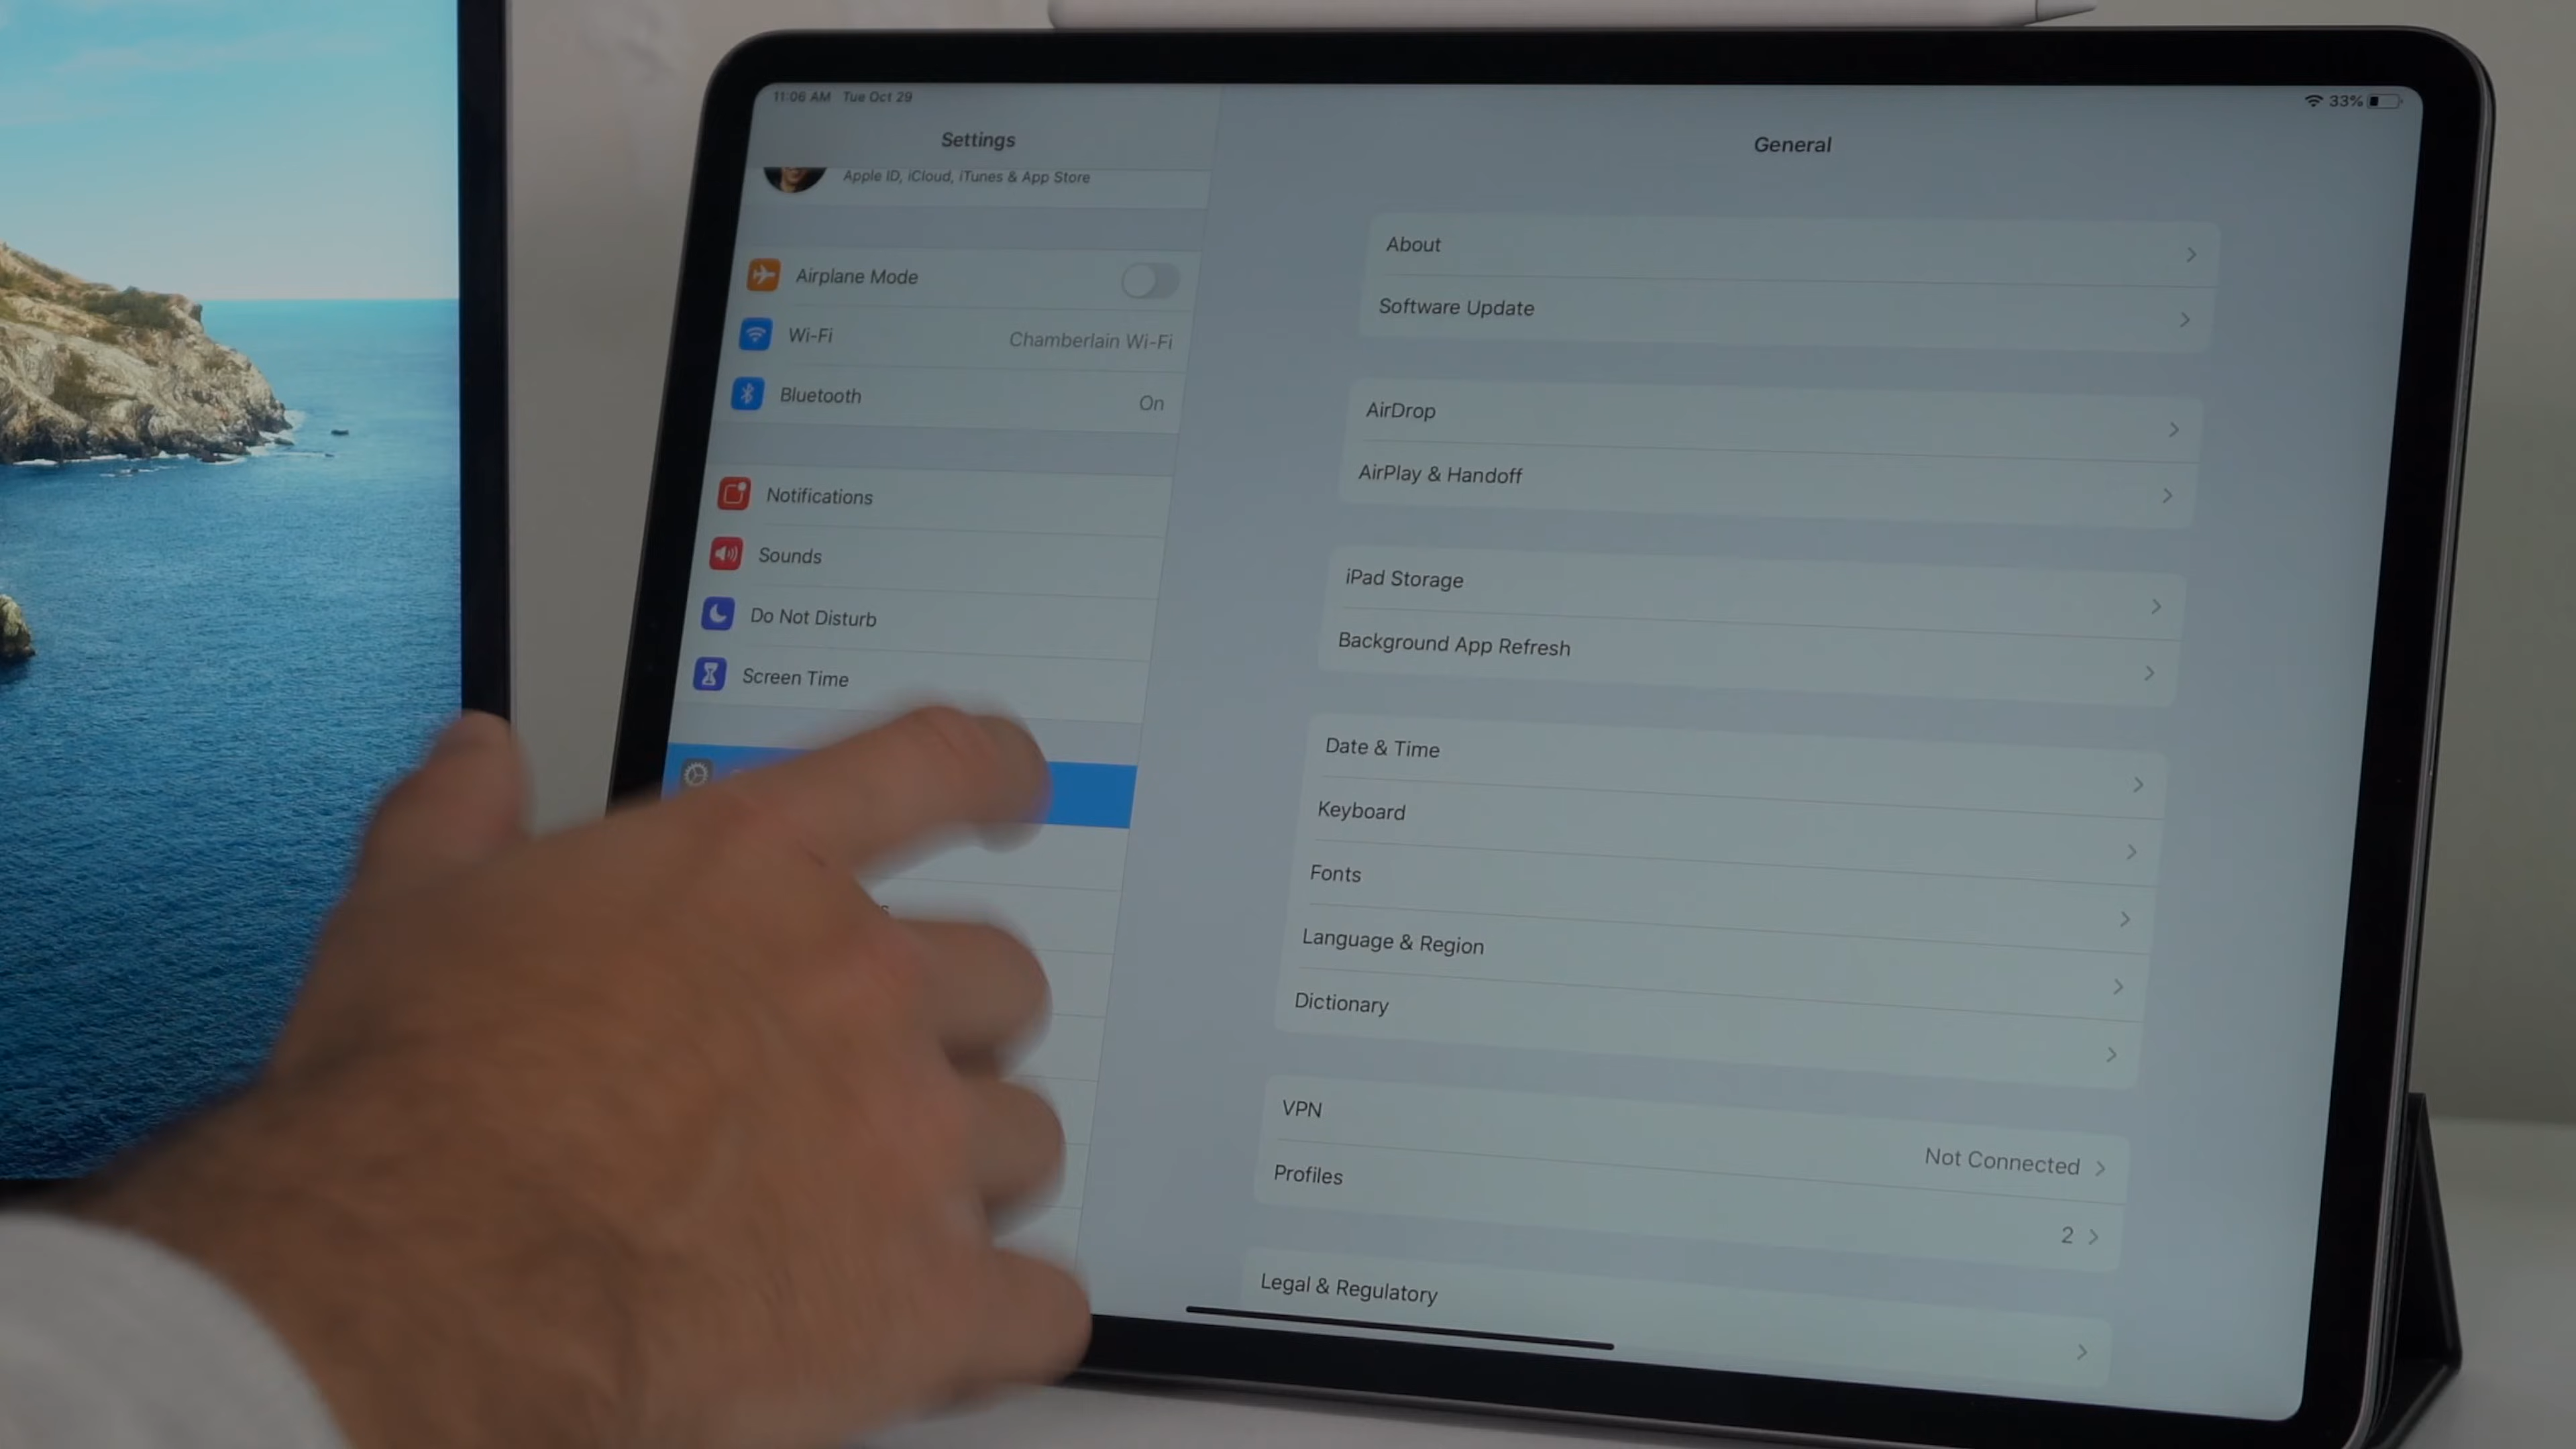 11:06 AM Tue Oct 29
33%
Settings
Apple ID, iCloud, iTunes & App Store
Airplane Mode
Wi-Fi Chamberlain Wi-Fi
Bluetooth On
Notifications
Sounds
Do Not Disturb
Screen Time
General
About
Software Update
AirDrop
AirPlay & Handoff
iPad Storage
Background App Refresh
Date & Time
Keyboard
Fonts
Language & Region
Dictionary
VPN Not Connected
Profiles 2
Legal & Regulatory